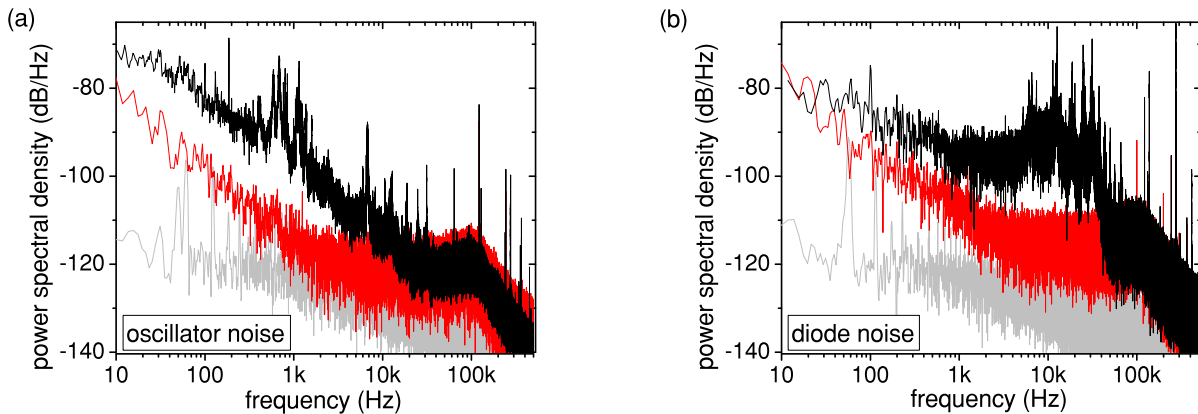 (a)
power spectral density (dB/Hz)
-80
-100
-120
-140
oscillator noise
10 100 1k 10k 100k
frequency (Hz)
(b)
power spectral density (dB/Hz)
-80
-100
-120
-140
diode noise
10 100 1k 10k 100k
frequency (Hz)